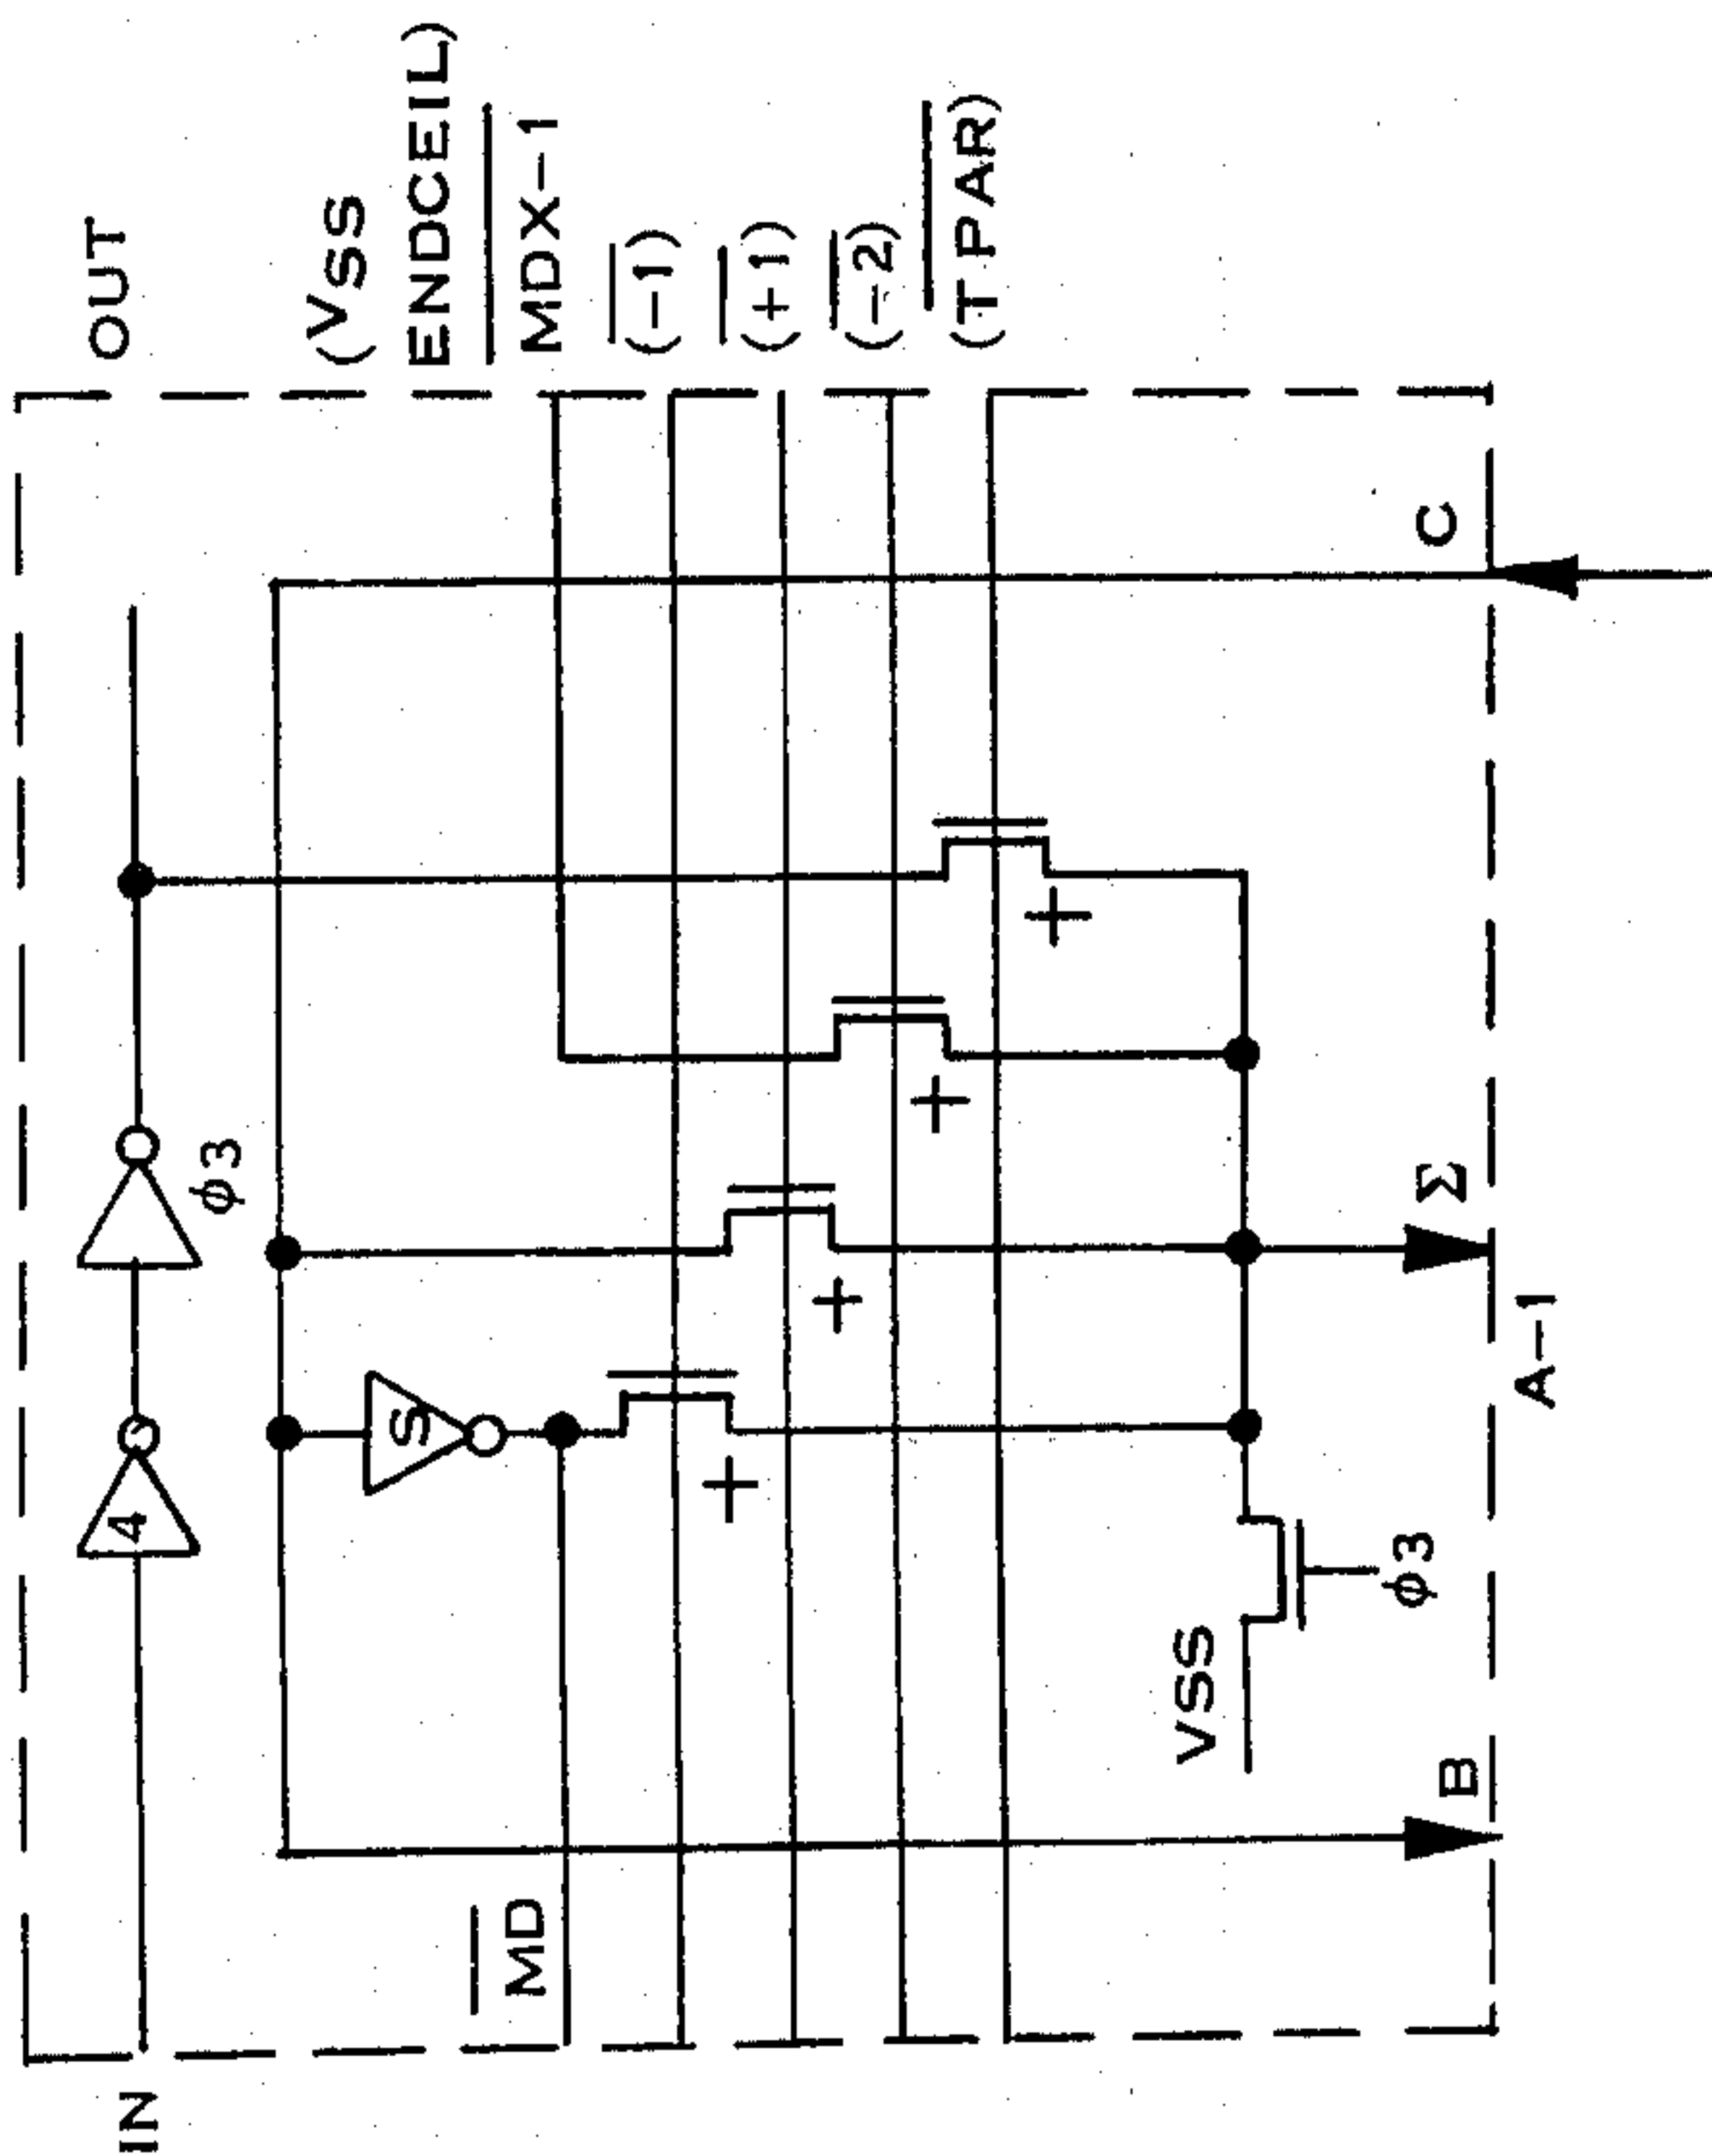 OUT
(VSS
ENDCEIL)
MDX-1
(-1)
(+1)
(-2)
(TPAR)
C
4
φ3
S
Σ
A-1
MD
VSS
φ3
B
IN